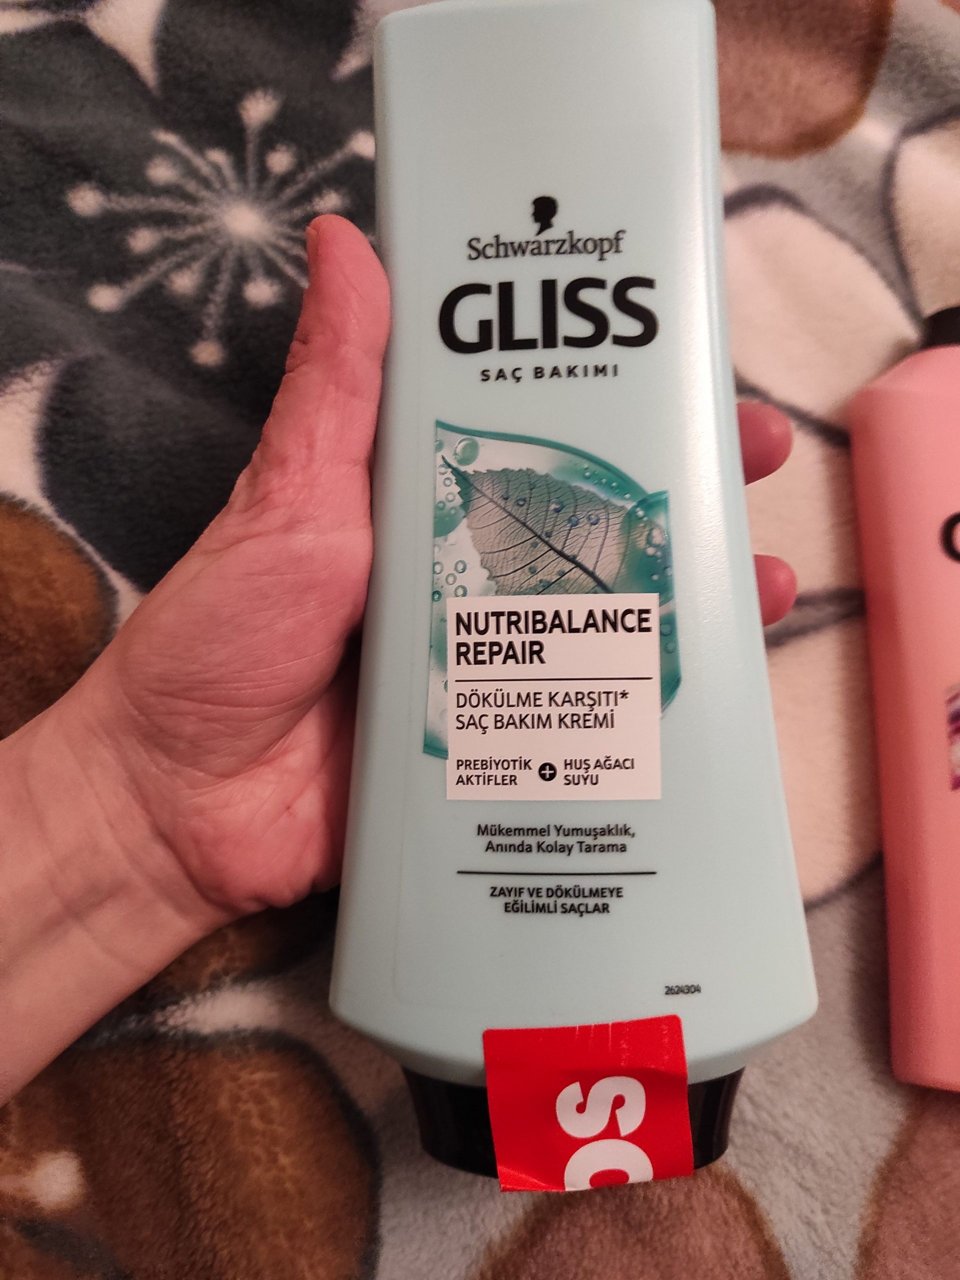 Schwarzkopf
GLISS
SAÇ BAKIMI
NUTRIBALANCE
REPAIR
DÖKÜLME KARŞITI*
SAÇ BAKIM KREMİ
PREBİYOTİK
AKTİFLER
+
HUŞ AĞACI
SUYU
Mükemmel Yumuşaklık,
Anında Kolay Tarama
ZAYIF VE DÖKÜLMEYE
EĞİLİMLİ SAÇLAR
2624304